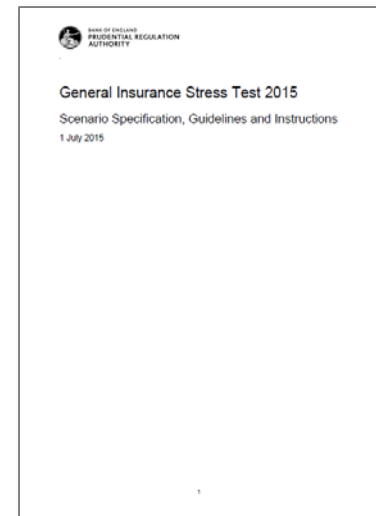 BANK OF ENGLAND
PRUDENTIAL REGULATION
AUTHORITY
General Insurance Stress Test 2015
Scenario Specification, Guidelines and Instructions
1 July 2015
1